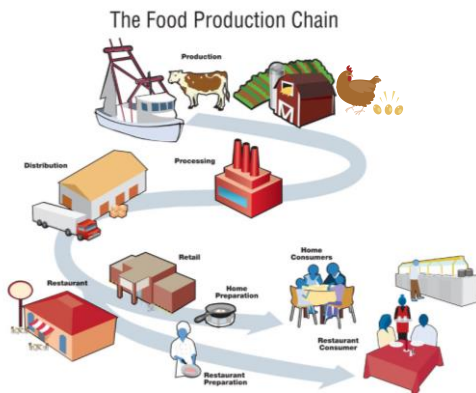 The Food Production Chain
Production
Processing
Distribution
Retail
Home
Preparation
Home
Consumers
Restaurant
Restaurant
Preparation
Restaurant
Consumer